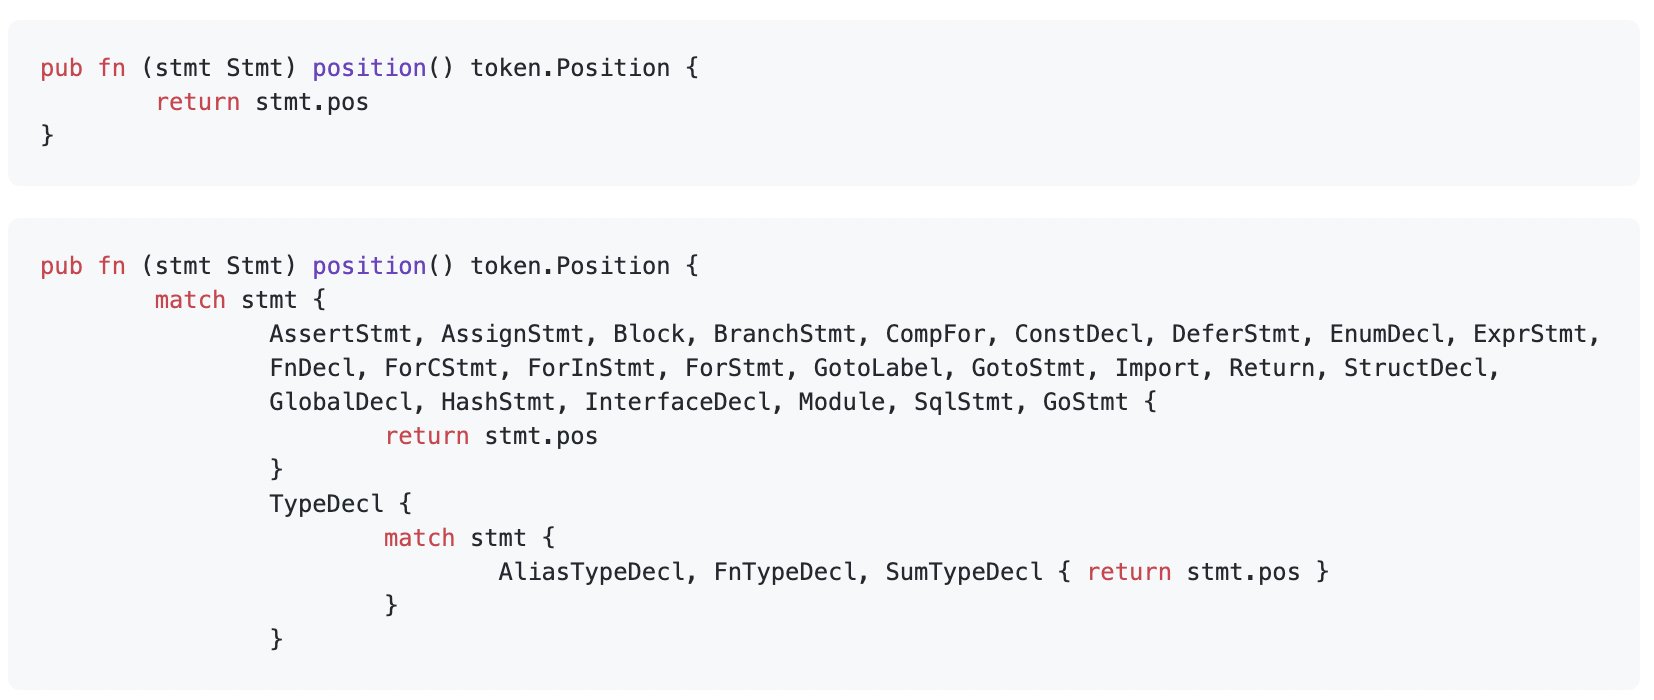 pub fn (stmt Stmt) position() token.Position {
        return stmt.pos
}
pub fn (stmt Stmt) position() token.Position {
        match stmt {
                AssertStmt, AssignStmt, Block, BranchStmt, CompFor, ConstDecl, DeferStmt, EnumDecl, ExprStmt,
                FnDecl, ForCStmt, ForInStmt, ForStmt, GotoLabel, GotoStmt, Import, Return, StructDecl,
                GlobalDecl, HashStmt, InterfaceDecl, Module, SqlStmt, GoStmt {
                        return stmt.pos
                }
                TypeDecl {
                        match stmt {
                                AliasTypeDecl, FnTypeDecl, SumTypeDecl { return stmt.pos }
                        }
                }